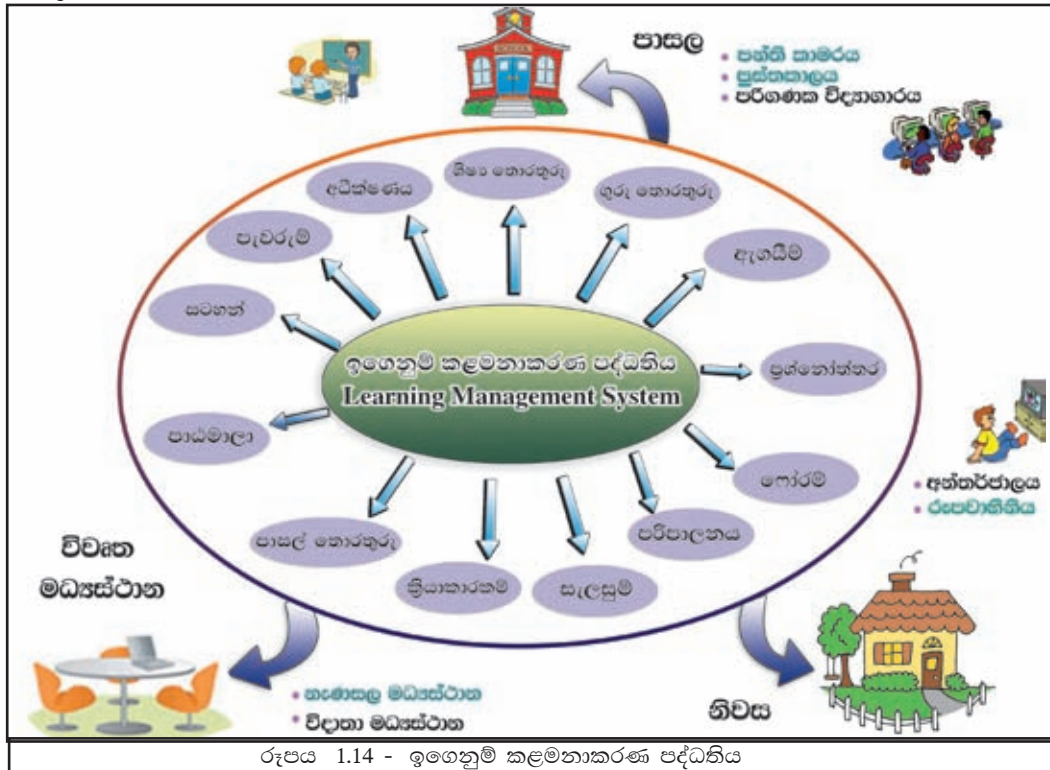 පාසල
• පන්ති කාමරය
• පුස්තකාලය
• පරිගණක විද්‍යාගාරය
SCHOOL
අධීක්ෂණය
ශිෂ්‍ය තොරතුරු
ගුරු තොරතුරු
පැවරුම්
ඇගයීම්
සටහන්
ඉගෙනුම් කළමනාකරණ පද්ධතිය
Learning Management System
ප්‍රශ්නෝත්තර
පාඨමාලා
ෆෝරම්
• අන්තර්ජාලය
• රූපවාහිනිය
පාසල් තොරතුරු
පරිපාලනය
ක්‍රියාකාරකම්
සැලසුම්
විවෘත
මධ්‍යස්ථාන
• නැණසල මධ්‍යස්ථාන
• විදාතා මධ්‍යස්ථාන
නිවස
රූපය 1.14 - ඉගෙනුම් කළමනාකරණ පද්ධතිය